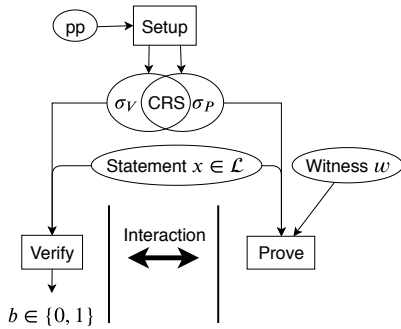 pp
Setup
σ_V CRS σ_P
Statement x ∈ ℒ
Witness w
Interaction
Verify
Prove
b ∈ {0, 1}